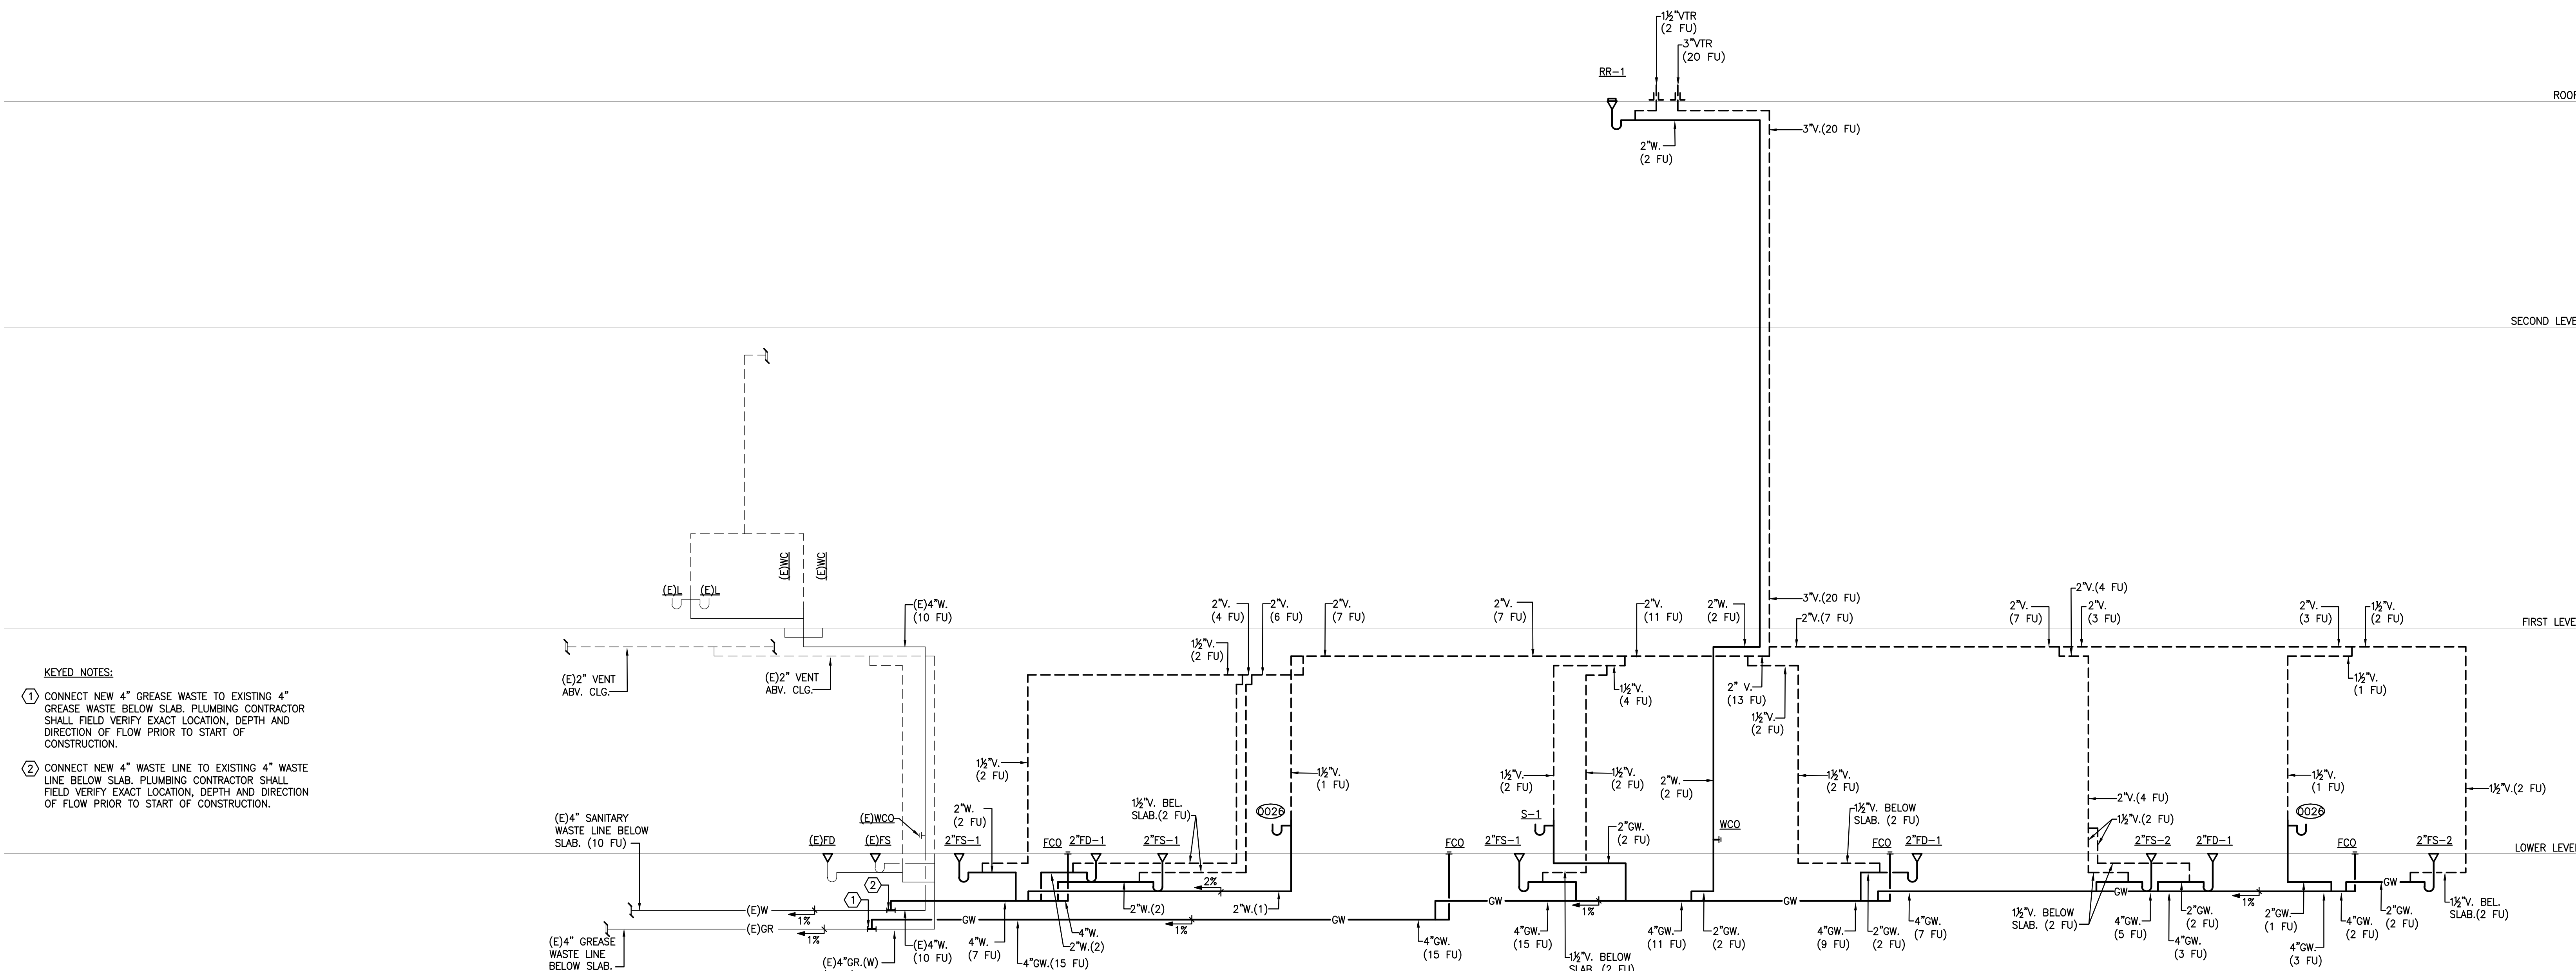 1½"VTR
(2 FU)
3"VTR
(20 FU)
RR-1
ROOF
3"V.(20 FU)
2"W.
(2 FU)
SECOND LEVE
(E)WC
(E)WC
(E)L
(E)L
(E)4"W.
(10 FU)
2"V.
(4 FU)
2"V.
(6 FU)
2"V.
(7 FU)
2"V.
(7 FU)
2"V.
(11 FU)
2"W.
(2 FU)
3"V.(20 FU)
2"V.(7 FU)
2"V.
(7 FU)
2"V.(4 FU)
2"V.
(3 FU)
2"V.
(3 FU)
1½"V.
(2 FU)
FIRST LEVE
1½"V.
(2 FU)
(E)2" VENT
ABV. CLG.
(E)2" VENT
ABV. CLG.
1½"V.
(4 FU)
2" V.
(13 FU)
1½"V.
(2 FU)
1½"V.
(1 FU)
KEYED NOTES:
1 CONNECT NEW 4" GREASE WASTE TO EXISTING 4"
GREASE WASTE BELOW SLAB. PLUMBING CONTRACTOR
SHALL FIELD VERIFY EXACT LOCATION, DEPTH AND
DIRECTION OF FLOW PRIOR TO START OF
CONSTRUCTION.
2 CONNECT NEW 4" WASTE LINE TO EXISTING 4" WASTE
LINE BELOW SLAB. PLUMBING CONTRACTOR SHALL
FIELD VERIFY EXACT LOCATION, DEPTH AND DIRECTION
OF FLOW PRIOR TO START OF CONSTRUCTION.
1½"V.
(2 FU)
1½"V.
(1 FU)
1½"V.
(2 FU)
1½"V.
(2 FU)
2"W.
(2 FU)
1½"V.
(2 FU)
1½"V.
(1 FU)
1½"V.(2 FU)
2"V.(4 FU)
1½"V.(2 FU)
(E)4" SANITARY
WASTE LINE BELOW
SLAB. (10 FU)
(E)WCO
2"W.
(2 FU)
1½"V. BEL.
SLAB.(2 FU)
0026
S-1
2"GW.
(2 FU)
WCO
1½"V. BELOW
SLAB. (2 FU)
0026
(E)FD
(E)FS
2"FS-1
FCO
2"FD-1
2"FS-1
FCO
2"FS-1
FCO
2"FD-1
2"FS-2
2"FD-1
FCO
2"FS-2
LOWER LEVEL
2
1
2%
GW
GW
1%
(E)W
1%
2"W.(2)
2"W.(1)
GW
1%
GW
1½"V. BEL.
SLAB.(2 FU)
(E)GR
1%
GW
1%
GW
(E)4" GREASE
WASTE LINE
BELOW SLAB.
(E)4"GR.(W)
(E)4"W.
(10 FU)
4"W.
(7 FU)
4"GW.(15 FU)
4"W.
2"W.(2)
4"GW.
(15 FU)
4"GW.
(15 FU)
1½"V. BELOW
SLAB. (2 FU)
4"GW.
(11 FU)
2"GW.
(2 FU)
4"GW.
(9 FU)
2"GW.
(2 FU)
4"GW.
(7 FU)
1½"V. BELOW
SLAB. (2 FU)
4"GW.
(5 FU)
4"GW.
(3 FU)
2"GW.
(2 FU)
2"GW.
(1 FU)
4"GW.
(3 FU)
4"GW.
(2 FU)
2"GW.
(2 FU)